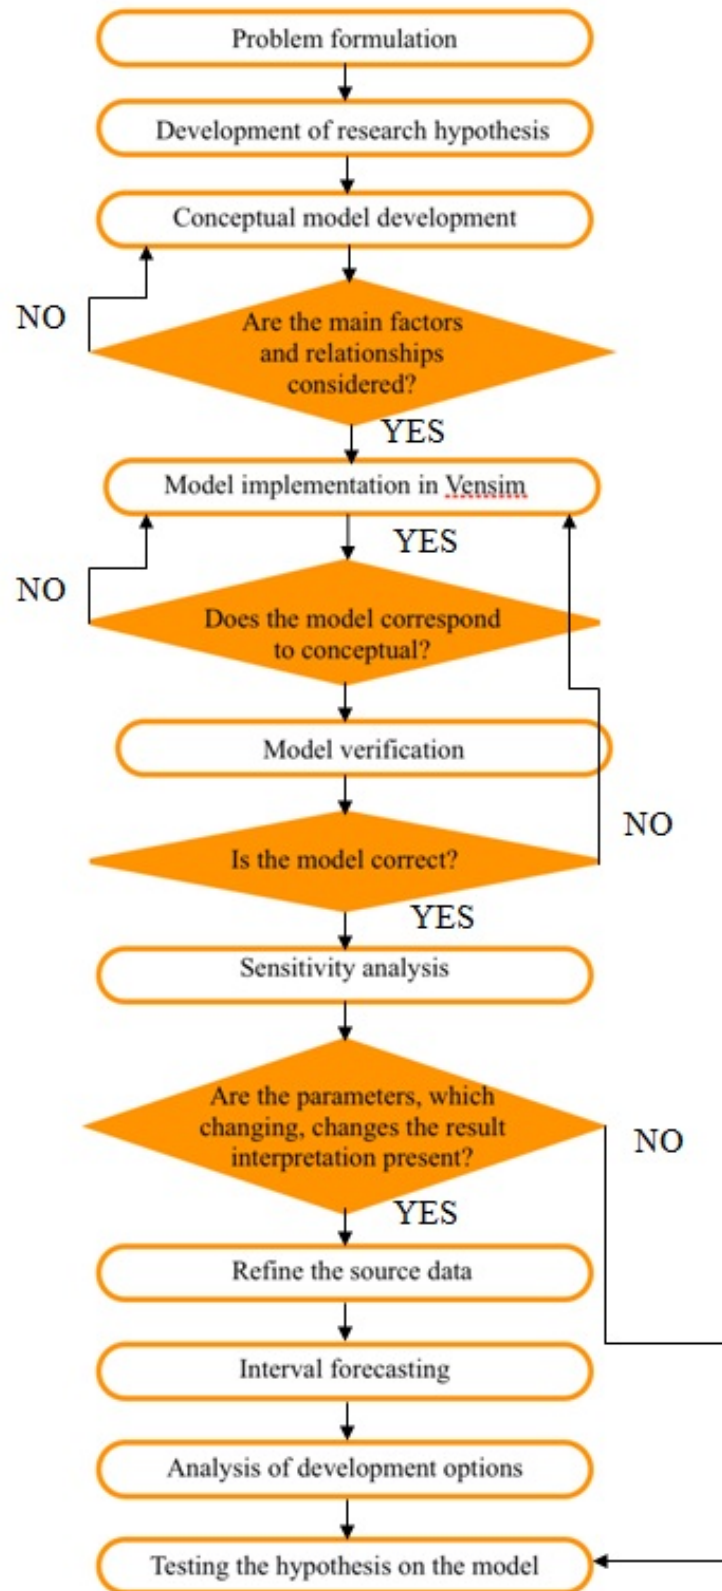 Problem formulation
Development of research hypothesis
Conceptual model development
NO
Are the main factors
and relationships
considered?
YES
Model implementation in Vensim
YES
NO
Does the model correspond
to conceptual?
Model verification
NO
Is the model correct?
YES
Sensitivity analysis
Are the parameters, which
changing, changes the result
interpretation present?
NO
YES
Refine the source data
Interval forecasting
Analysis of development options
Testing the hypothesis on the model